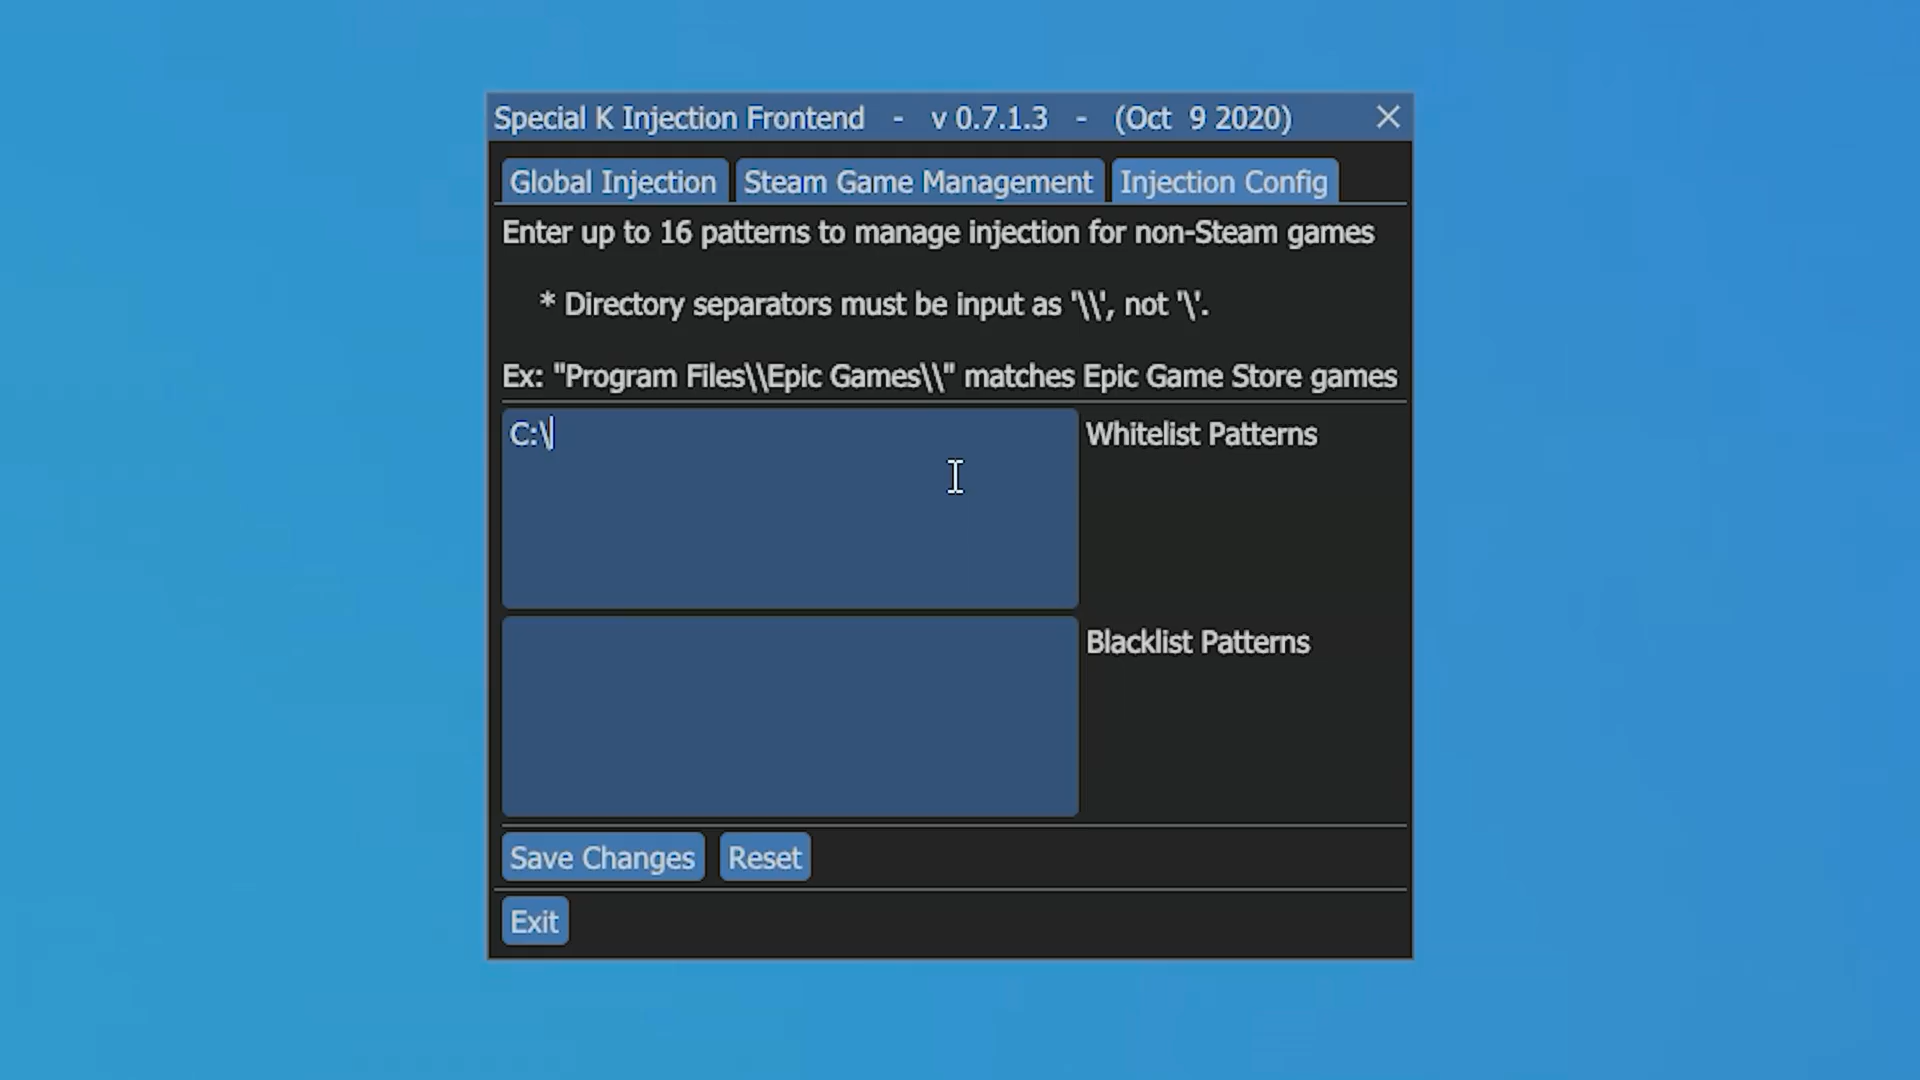 Special K Injection Frontend - v 0.7.1.3 - (Oct 9 2020)
Global Injection Steam Game Management Injection Config
Enter up to 16 patterns to manage injection for non-Steam games
* Directory separators must be input as '\\', not '\'.
Ex: "Program Files\\Epic Games\\" matches Epic Game Store games
C:\ Whitelist Patterns
Blacklist Patterns
Save Changes Reset
Exit